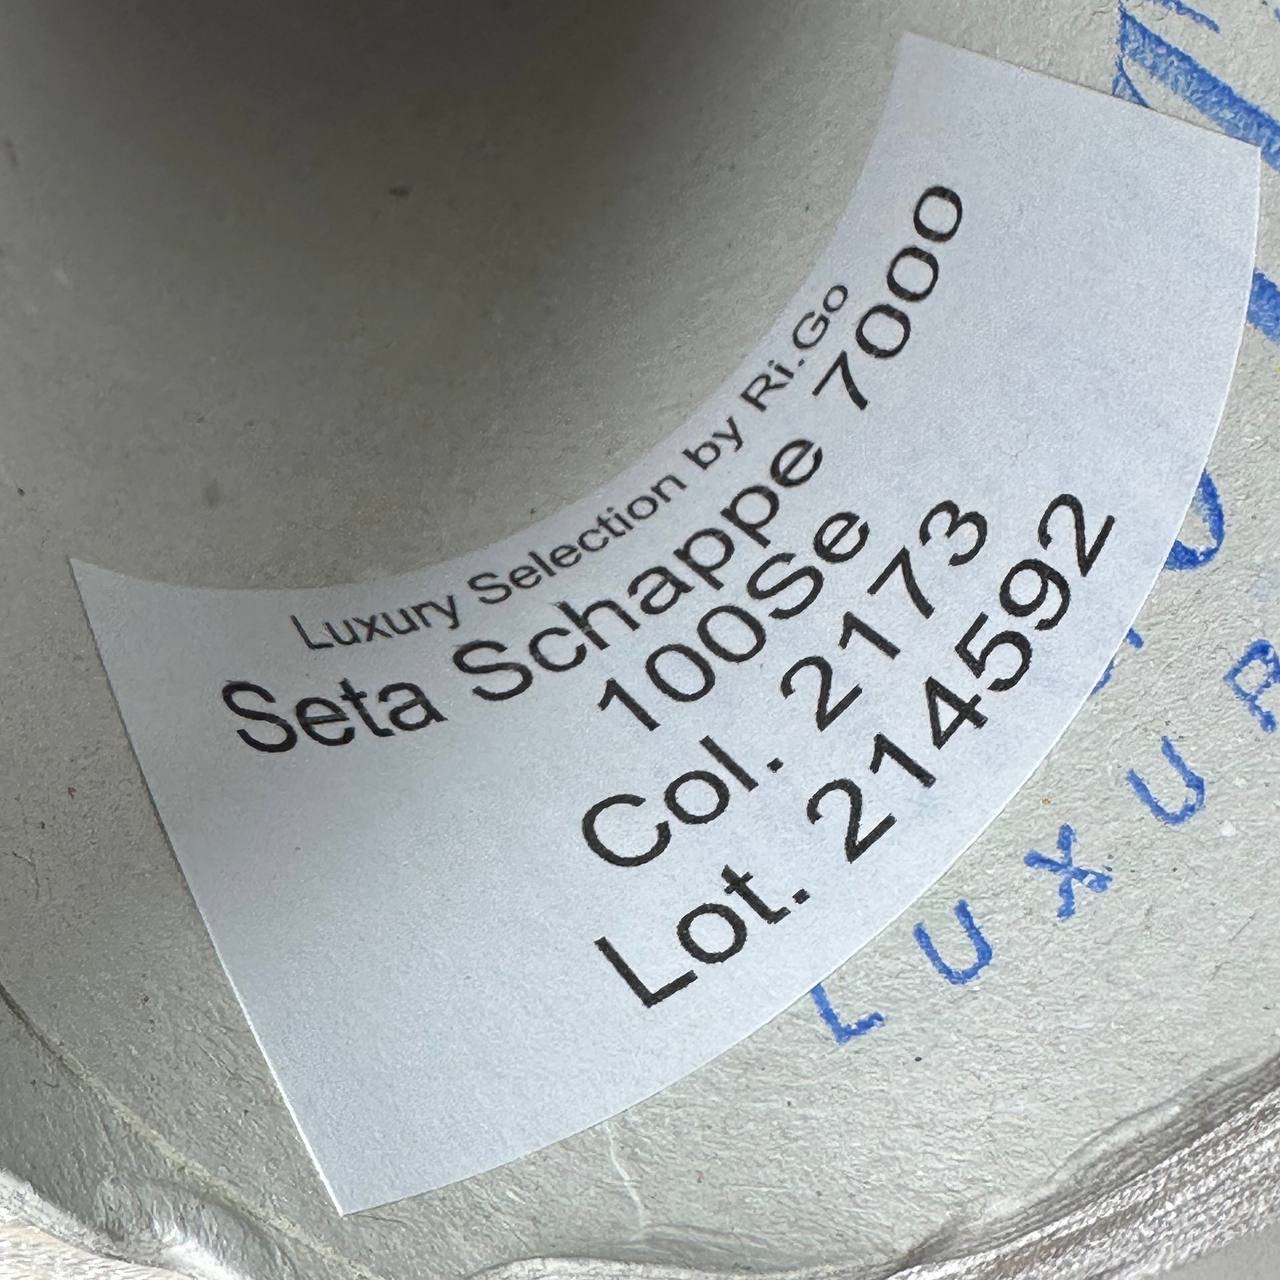 Luxury Selection by Ri.Go
Seta Schappe 7000
100Se
Col. 2173
Lot. 214592
LUXUR